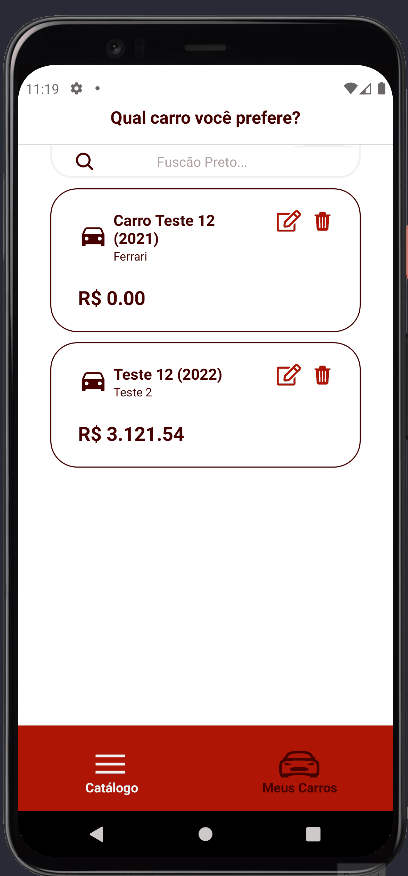 11:19
Qual carro você prefere?
Fuscão Preto...
Carro Teste 12
(2021)
Ferrari
R$ 0.00
Teste 12 (2022)
Teste 2
R$ 3.121.54
Catálogo
Meus Carros